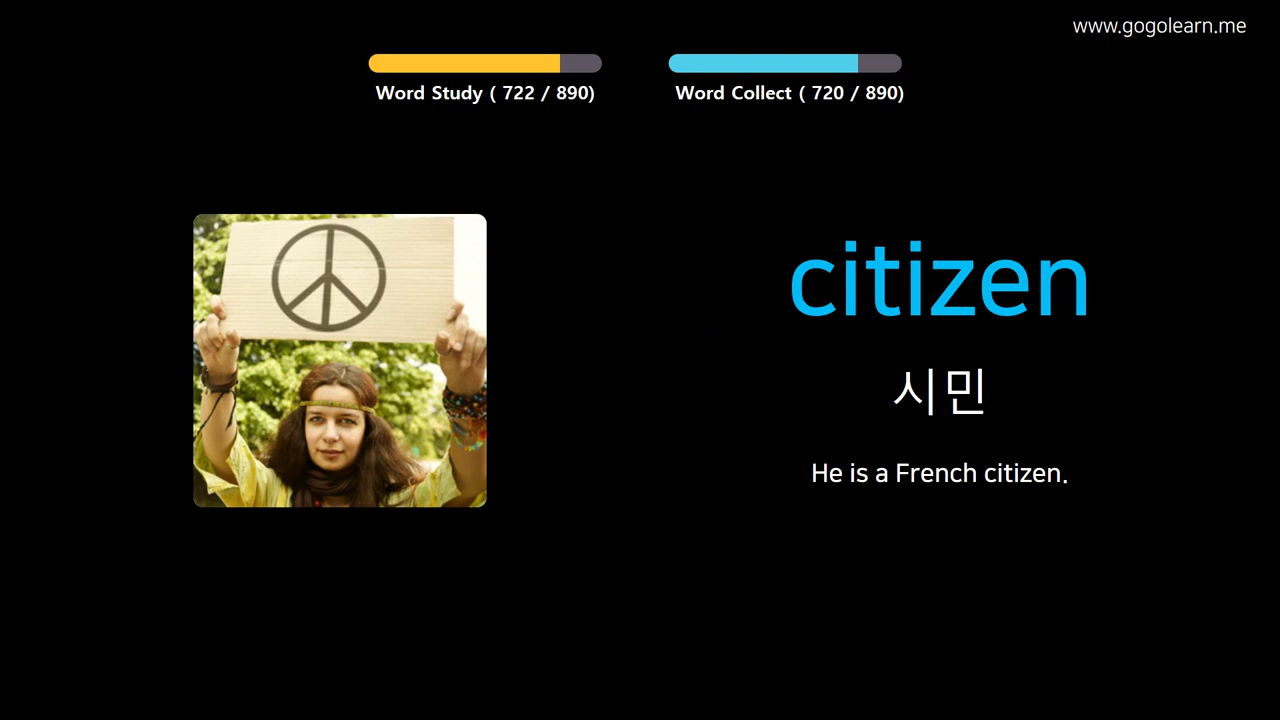 www.gogolearn.me
Word Study ( 722 / 890)
Word Collect ( 720 / 890)
citizen
시민
He is a French citizen.